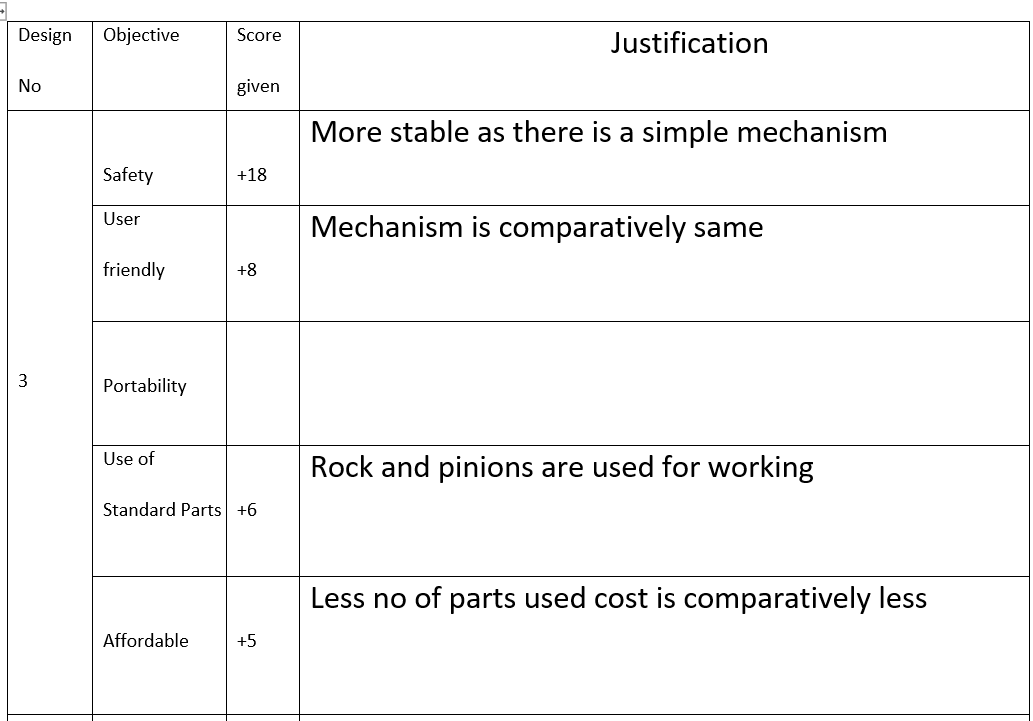 Design No
Objective
Score given
Justification
3
Safety
+18
More stable as there is a simple mechanism
User friendly
+8
Mechanism is comparatively same
Portability
Use of Standard Parts
+6
Rock and pinions are used for working
Affordable
+5
Less no of parts used cost is comparatively less